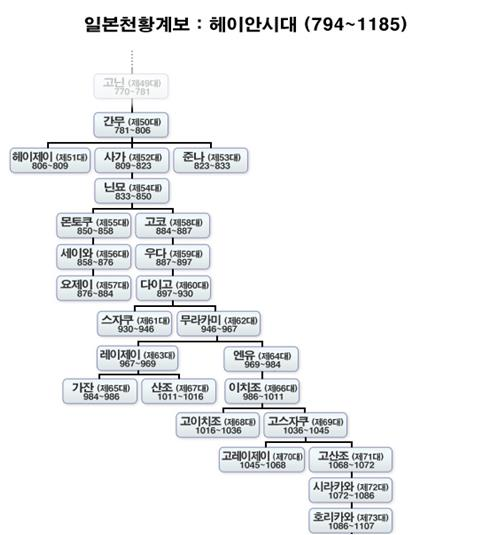 일본천황계보 : 헤이안시대 (794~1185)
고닌 (제49대)
770~781
간무 (제50대)
781~806
헤이제이 (제51대)
806~809
사가 (제52대)
809~823
준나 (제53대)
823~833
닌묘 (제54대)
833~850
몬토쿠 (제55대)
850~858
고코 (제58대)
884~887
세이와 (제56대)
858~876
우다 (제59대)
887~897
요제이 (제57대)
876~884
다이고 (제60대)
897~930
스자쿠 (제61대)
930~946
무라카미 (제62대)
946~967
레이제이 (제63대)
967~969
엔유 (제64대)
969~984
가잔 (제65대)
984~986
산조 (제67대)
1011~1016
이치조 (제66대)
986~1011
고이치조 (제68대)
1016~1036
고스자쿠 (제69대)
1036~1045
고레이제이 (제70대)
1045~1068
고산조 (제71대)
1068~1072
시라카와 (제72대)
1072~1086
호리카와 (제73대)
1086~1107